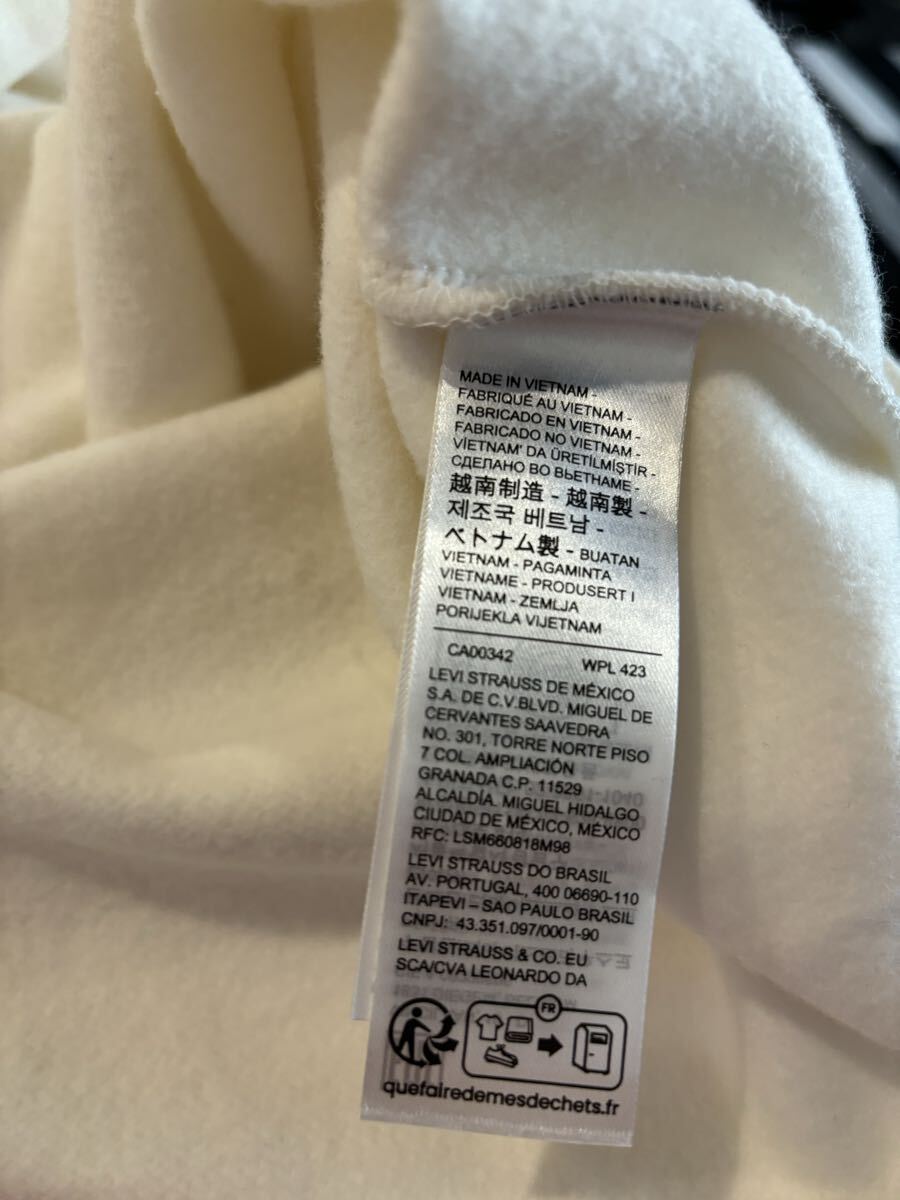 MADE IN VIETNAM -
FABRIQUÉ AU VIETNAM -
FABRICADO EN VIETNAM -
FABRICADO NO VIETNAM -
VİETNAM' DA ÜRETİLMİŞTİR -
СДЕЛАНО ВО ВЬЕТНАМЕ -
越南制造 - 越南製 -
제조국 베트남 -
ベトナム製 - BUATAN
VIETNAM - PAGAMINTA
VIETNAME - PRODUSERT I
VIETNAM - ZEMLJA
PORIJEKLA VIJETNAM
CA00342 WPL 423
LEVI STRAUSS DE MÉXICO
S.A. DE C.V.BLVD. MIGUEL DE
CERVANTES SAAVEDRA
NO. 301, TORRE NORTE PISO
7 COL. AMPLIACIÓN
GRANADA C.P. 11529
ALCALDÍA. MIGUEL HIDALGO
CIUDAD DE MÉXICO, MÉXICO
RFC: LSM660818M98
LEVI STRAUSS DO BRASIL
AV. PORTUGAL, 400 06690-110
ITAPEVI – SAO PAULO BRASIL
CNPJ: 43.351.097/0001-90
LEVI STRAUSS & CO. EU
SCA/CVA LEONARDO DA
FR
quefairedemesdechets.fr